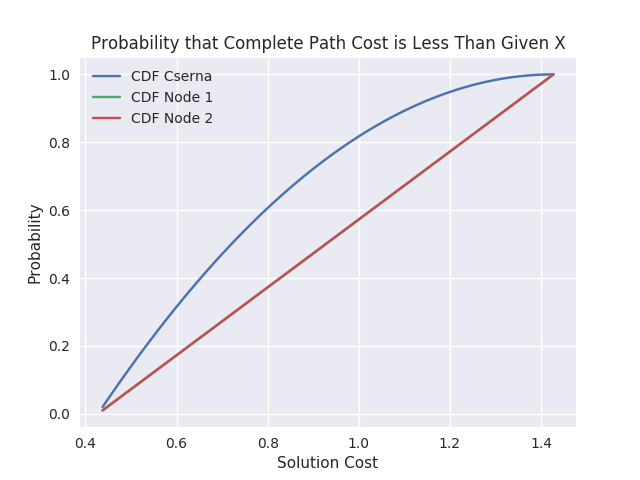 Probability that Complete Path Cost is Less Than Given X
CDF Cserna
CDF Node 1
CDF Node 2
1.0
0.8
0.6
0.4
0.2
0.0
Probability
0.4 0.6 0.8 1.0 1.2 1.4
Solution Cost